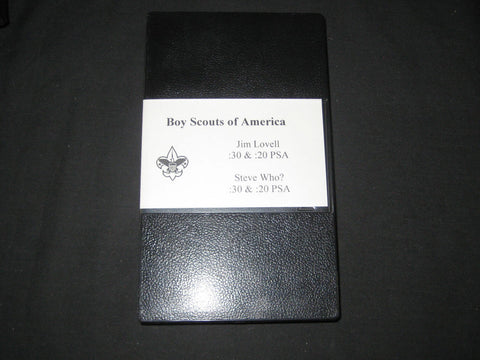 Boy Scouts of America
Jim Lovell
:30 & :20 PSA
Steve Who?
:30 & :20 PSA